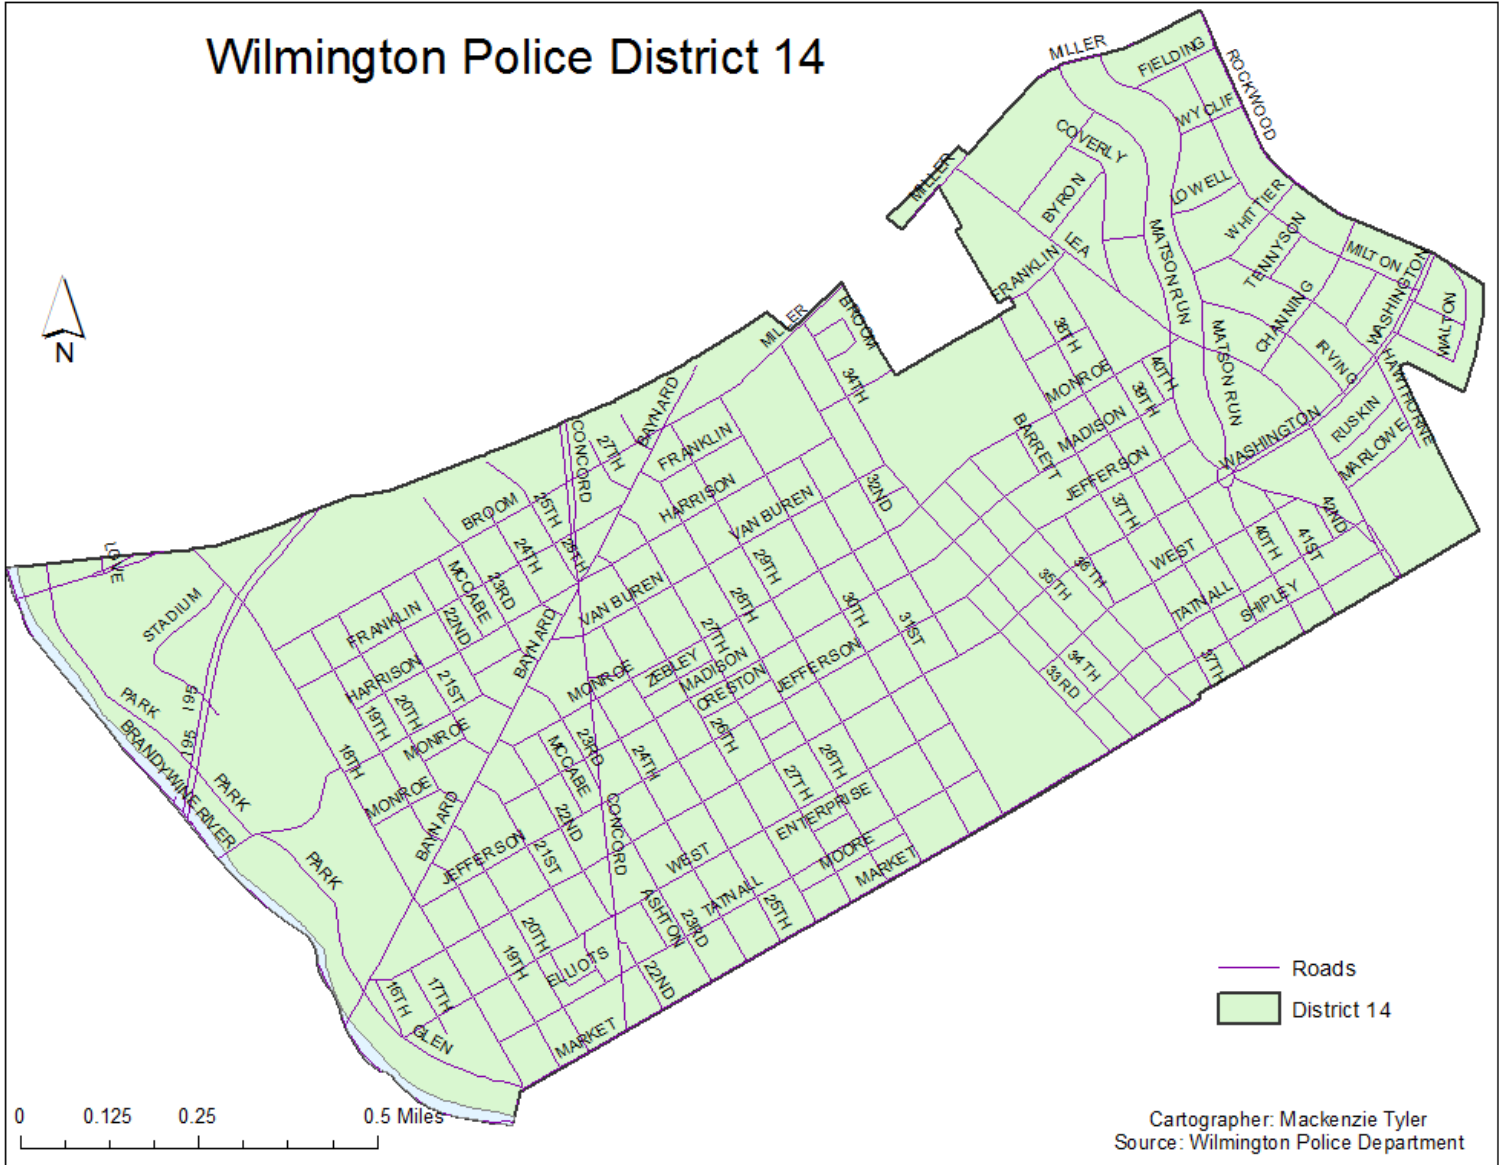 Wilmington Police District 14
MILLER
FIELDING
ROCKWOOD
WYCLIF
COVERLY
MILLER
BYRON
LOWELL
WHITTIER
TENNYSON
LEA
MATSON RUN
FRANKLIN
MILTON
WASHINGTON
WALTON
CHANNING
IRVING
HAWTHORNE
MILLER
BROOM
34TH
38TH
MONROE
40TH
39TH
MATSON RUN
RUSKIN
MARLOWE
WASHINGTON
BARRETT
MADISON
JEFFERSON
N
BAYNARD
CONCORD
27TH
FRANKLIN
HARRISON
VAN BUREN
32ND
37TH
42ND
41ST
40TH
WEST
BROOM
25TH
24TH
26TH
MCCABE
23RD
29TH
28TH
36TH
35TH
TATNALL
SHIPLEY
LOVE
STADIUM
FRANKLIN
22ND
VAN BUREN
BAYNARD
27TH
30TH
31ST
HARRISON
21ST
20TH
19TH
MONROE
ZEBLEY
MADISON
CRESTON
JEFFERSON
34TH
33RD
37TH
I95
PARK
I95
BRANDYWINE RIVER
PARK
18TH
MONROE
MONROE
MCCABE
23RD
24TH
26TH
28TH
27TH
ENTERPRISE
BAYNARD
22ND
CONCORD
JEFFERSON
21ST
WEST
MOORE
MARKET
PARK
ASHTON
23RD
TATNALL
25TH
20TH
19TH
ELLIOTS
22ND
16TH
17TH
GLEN
MARKET
Roads
District 14
0 0.125 0.25 0.5 Miles
Cartographer: Mackenzie Tyler
Source: Wilmington Police Department